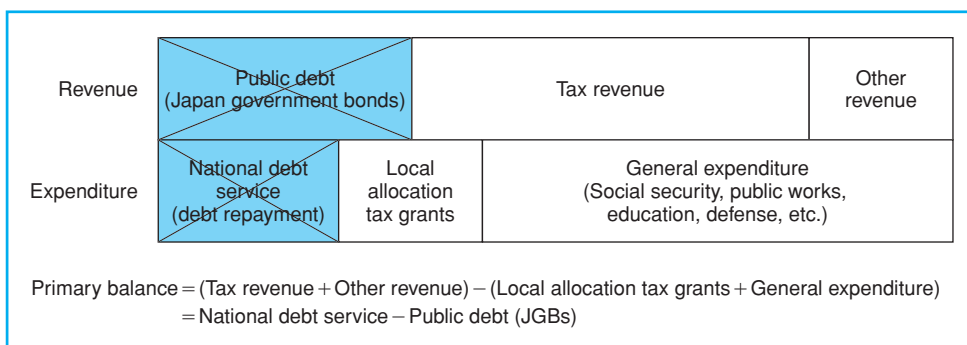 Revenue
Public debt
(Japan government bonds)
Tax revenue
Other
revenue
Expenditure
National debt
service
(debt repayment)
Local
allocation
tax grants
General expenditure
(Social security, public works,
education, defense, etc.)
Primary balance = (Tax revenue + Other revenue) − (Local allocation tax grants + General expenditure)
= National debt service − Public debt (JGBs)